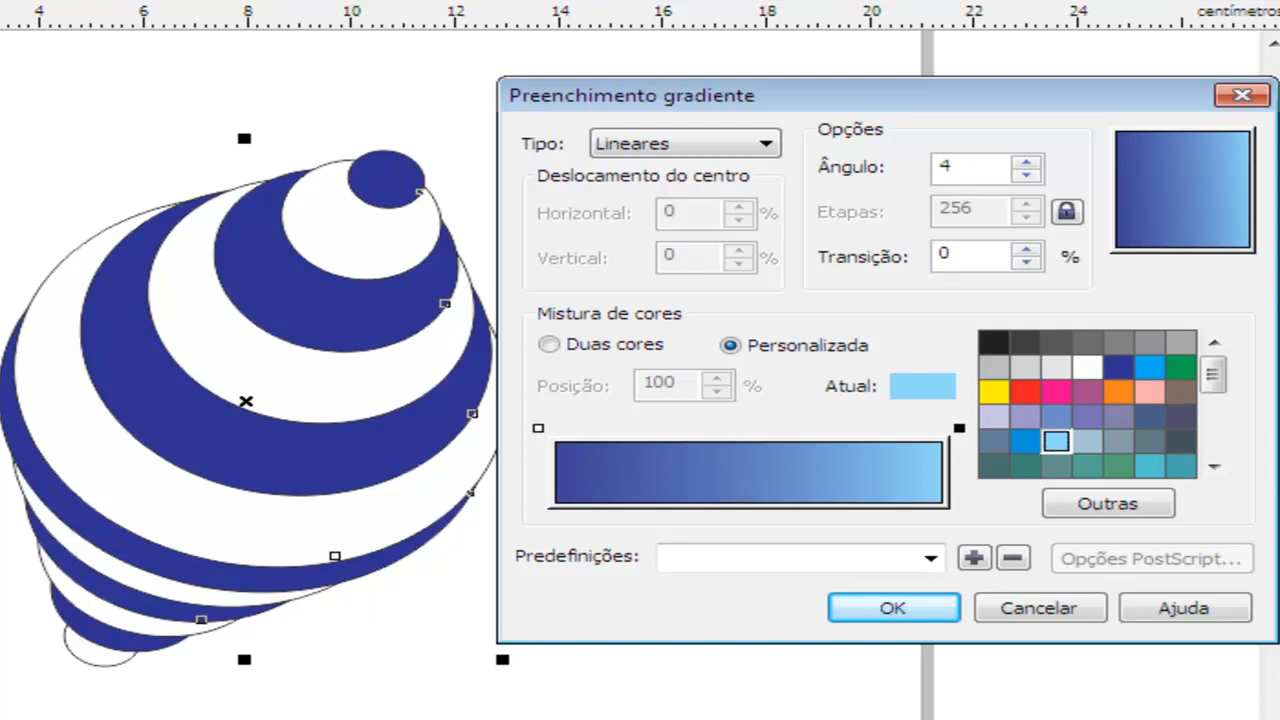 4 6 8 10 12 14 16 18 20 22 24 centímetros
Preenchimento gradiente
Tipo: Lineares
Deslocamento do centro
Horizontal: 0 %
Vertical: 0 %
Opções
Ângulo: 4
Etapas: 256
Transição: 0 %
Mistura de cores
Duas cores Personalizada
Posição: 100 % Atual:
Outras
Predefinições: Opções PostScript...
OK Cancelar Ajuda